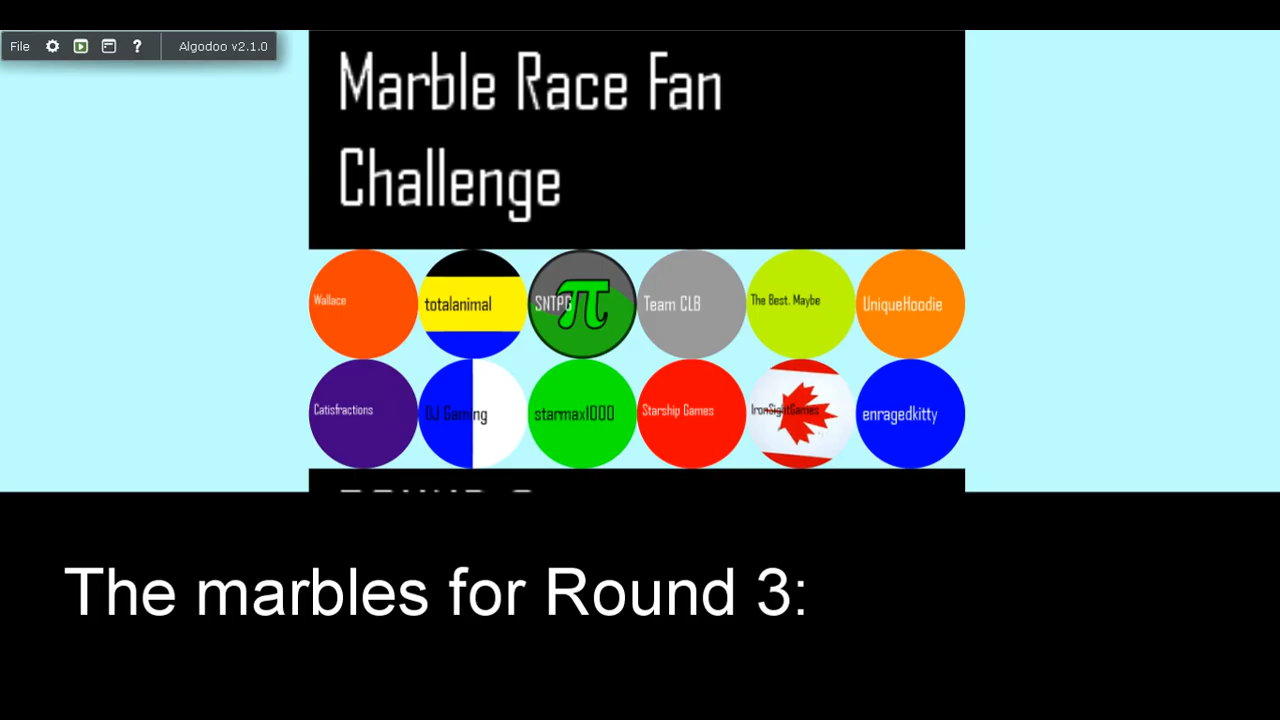 File ? Algodoo v2.1.0
Marble Race Fan
Challenge
Wallace totalanimal SNTPG π Team CLB The Best. Maybe UniqueHoodie
Catisfractions DJ Gaming starmax1000 Starship Games IronSightGames enragedkitty
The marbles for Round 3: